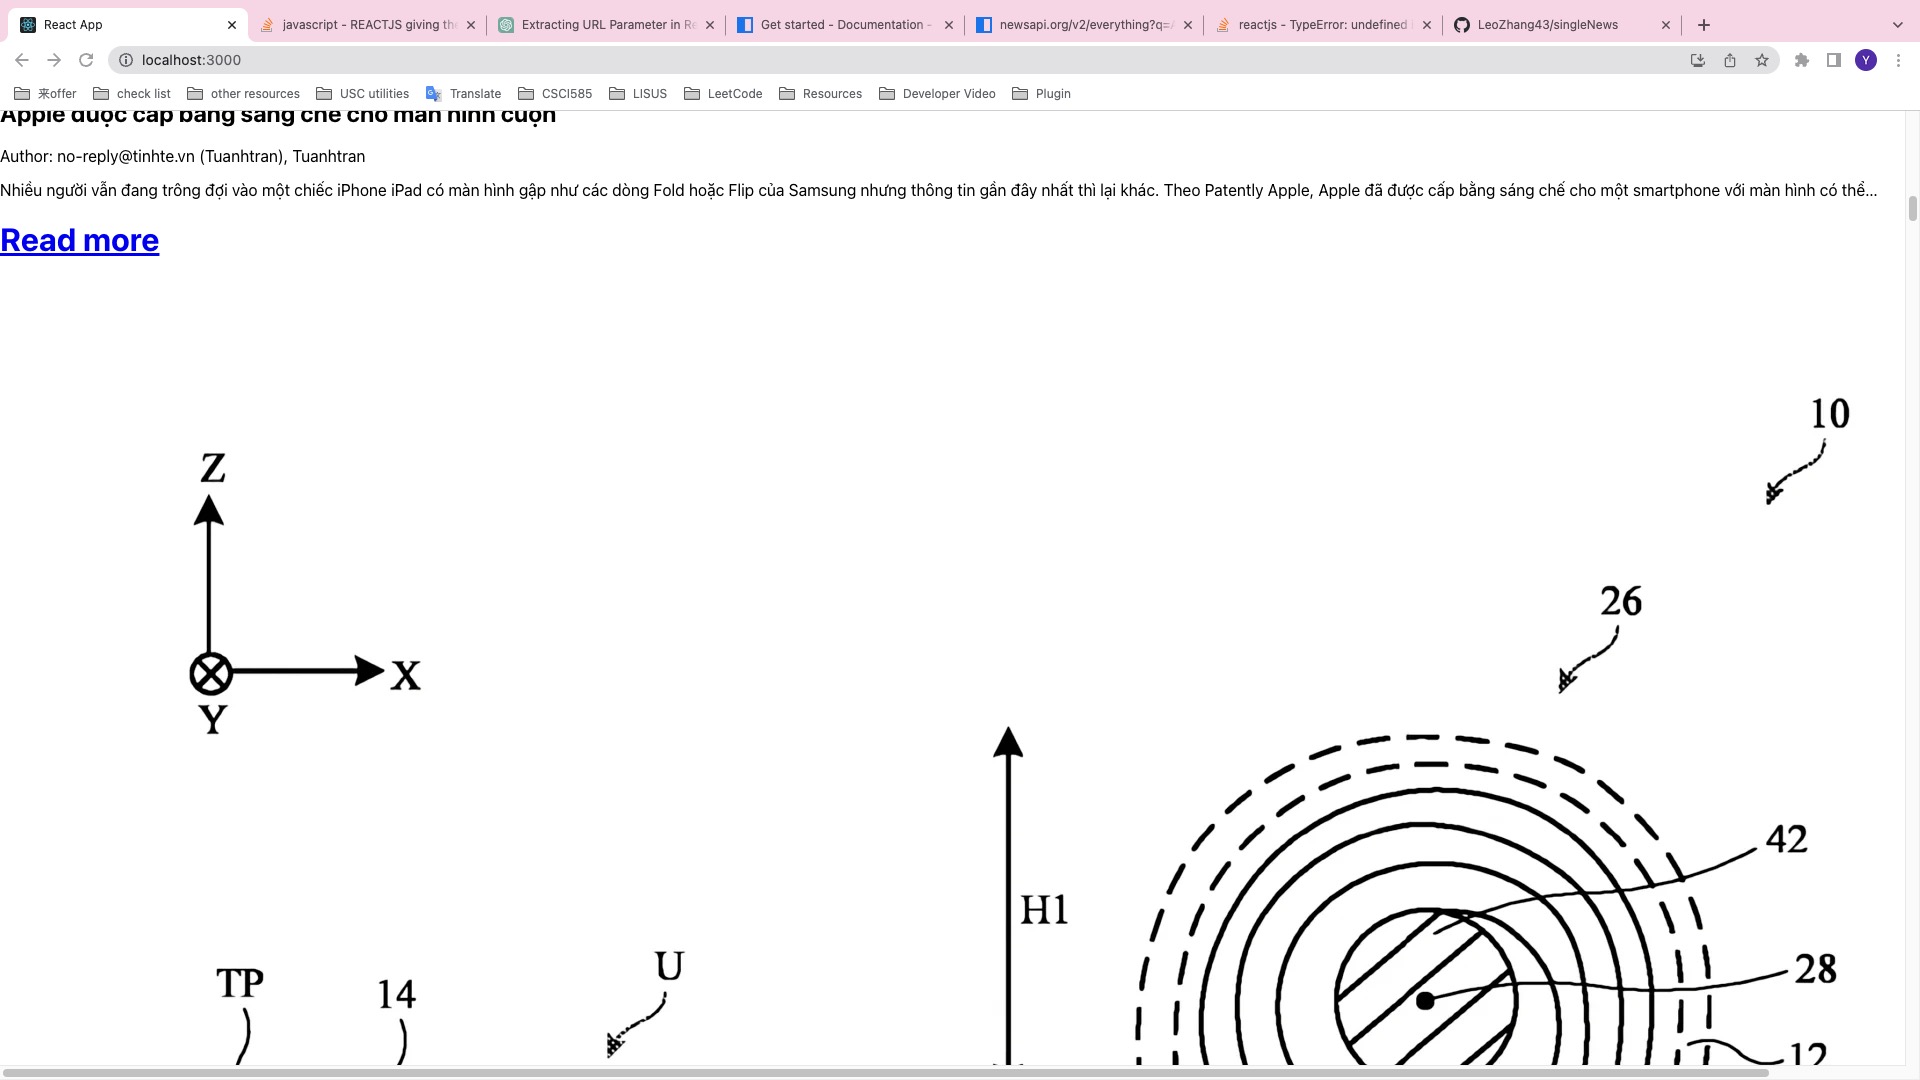 React App
javascript - REACTJS giving the
Extracting URL Parameter in Re
Get started - Documentation -
newsapi.org/v2/everything?q=A
reactjs - TypeError: undefined i
LeoZhang43/singleNews
localhost:3000
Y
来offer
check list
other resources
USC utilities
Translate
CSCI585
LISUS
LeetCode
Resources
Developer Video
Plugin
Apple được cấp bằng sáng chế cho màn hình cuộn
Author: no-reply@tinhte.vn (Tuanhtran), Tuanhtran
Nhiều người vẫn đang trông đợi vào một chiếc iPhone iPad có màn hình gập như các dòng Fold hoặc Flip của Samsung nhưng thông tin gần đây nhất thì lại khác. Theo Patently Apple, Apple đã được cấp bằng sáng chế cho một smartphone với màn hình có thể...
Read more
10
Z
26
X
Y
42
H1
U
28
TP
14
12